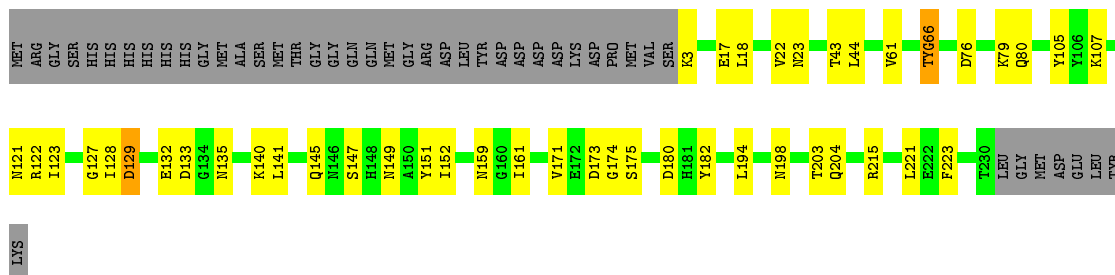 MET ARG GLY SER HIS HIS HIS HIS HIS HIS GLY MET ALA SER MET THR GLY GLY GLN GLN MET GLY ARG ASP LEU TYR ASP ASP ASP ASP LYS ASP PRO MET VAL SER K3 E17 L18 V22 N23 T43 L44 V61 TYG66 D76 K79 Q80 Y105 Y106 K107
N121 R122 I123 G127 I128 D129 E132 D133 G134 N135 K140 L141 Q145 N146 S147 H148 N149 A150 Y151 I152 N159 G160 I161 V171 E172 D173 G174 S175 D180 H181 Y182 L194 N198 T203 Q204 R215 L221 E222 F223 T230 LEU GLY MET ASP GLU LEU TYR
LYS